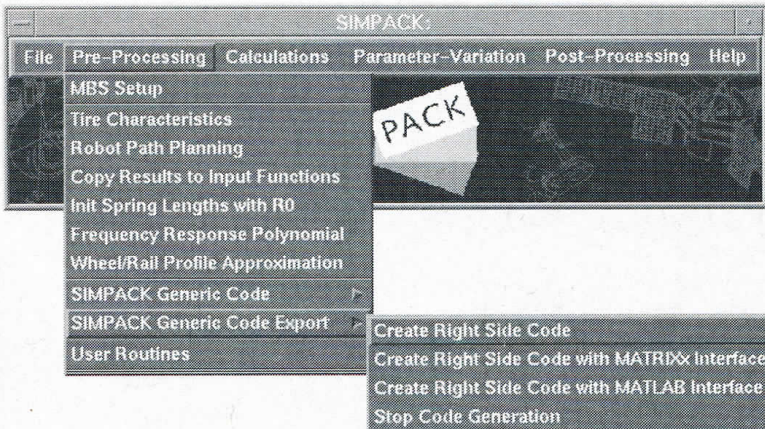 SIMPACK:
File Pre-Processing Calculations Parameter-Variation Post-Processing Help
MBS Setup
Tire Characteristics
Robot Path Planning
Copy Results to Input Functions
Init Spring Lengths with R0
Frequency Response Polynomial
Wheel/Rail Profile Approximation
SIMPACK Generic Code
SIMPACK Generic Code Export
User Routines
PACK
Create Right Side Code
Create Right Side Code with MATRIXx Interface
Create Right Side Code with MATLAB Interface
Stop Code Generation